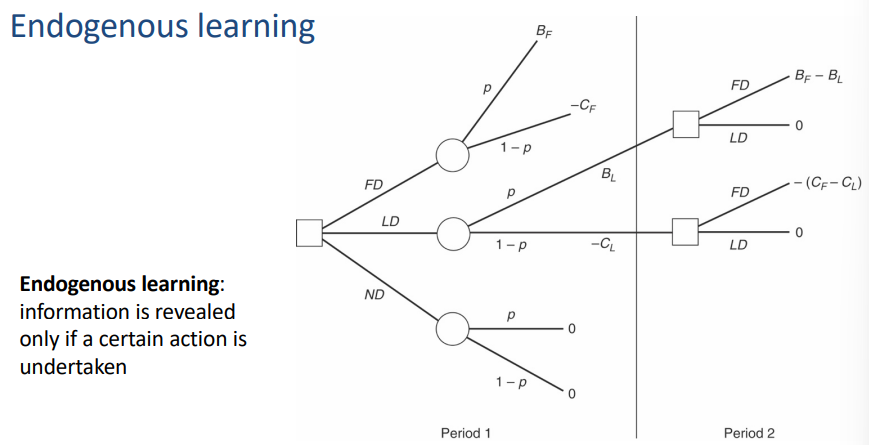 Endogenous learning
B_F
p
−C_F
1 − p
FD
LD
ND
p
B_L
1 − p
−C_L
p
0
1 − p
0
FD
B_F − B_L
LD
0
FD
− (C_F − C_L)
LD
0
Endogenous learning:
information is revealed
only if a certain action is
undertaken
Period 1
Period 2